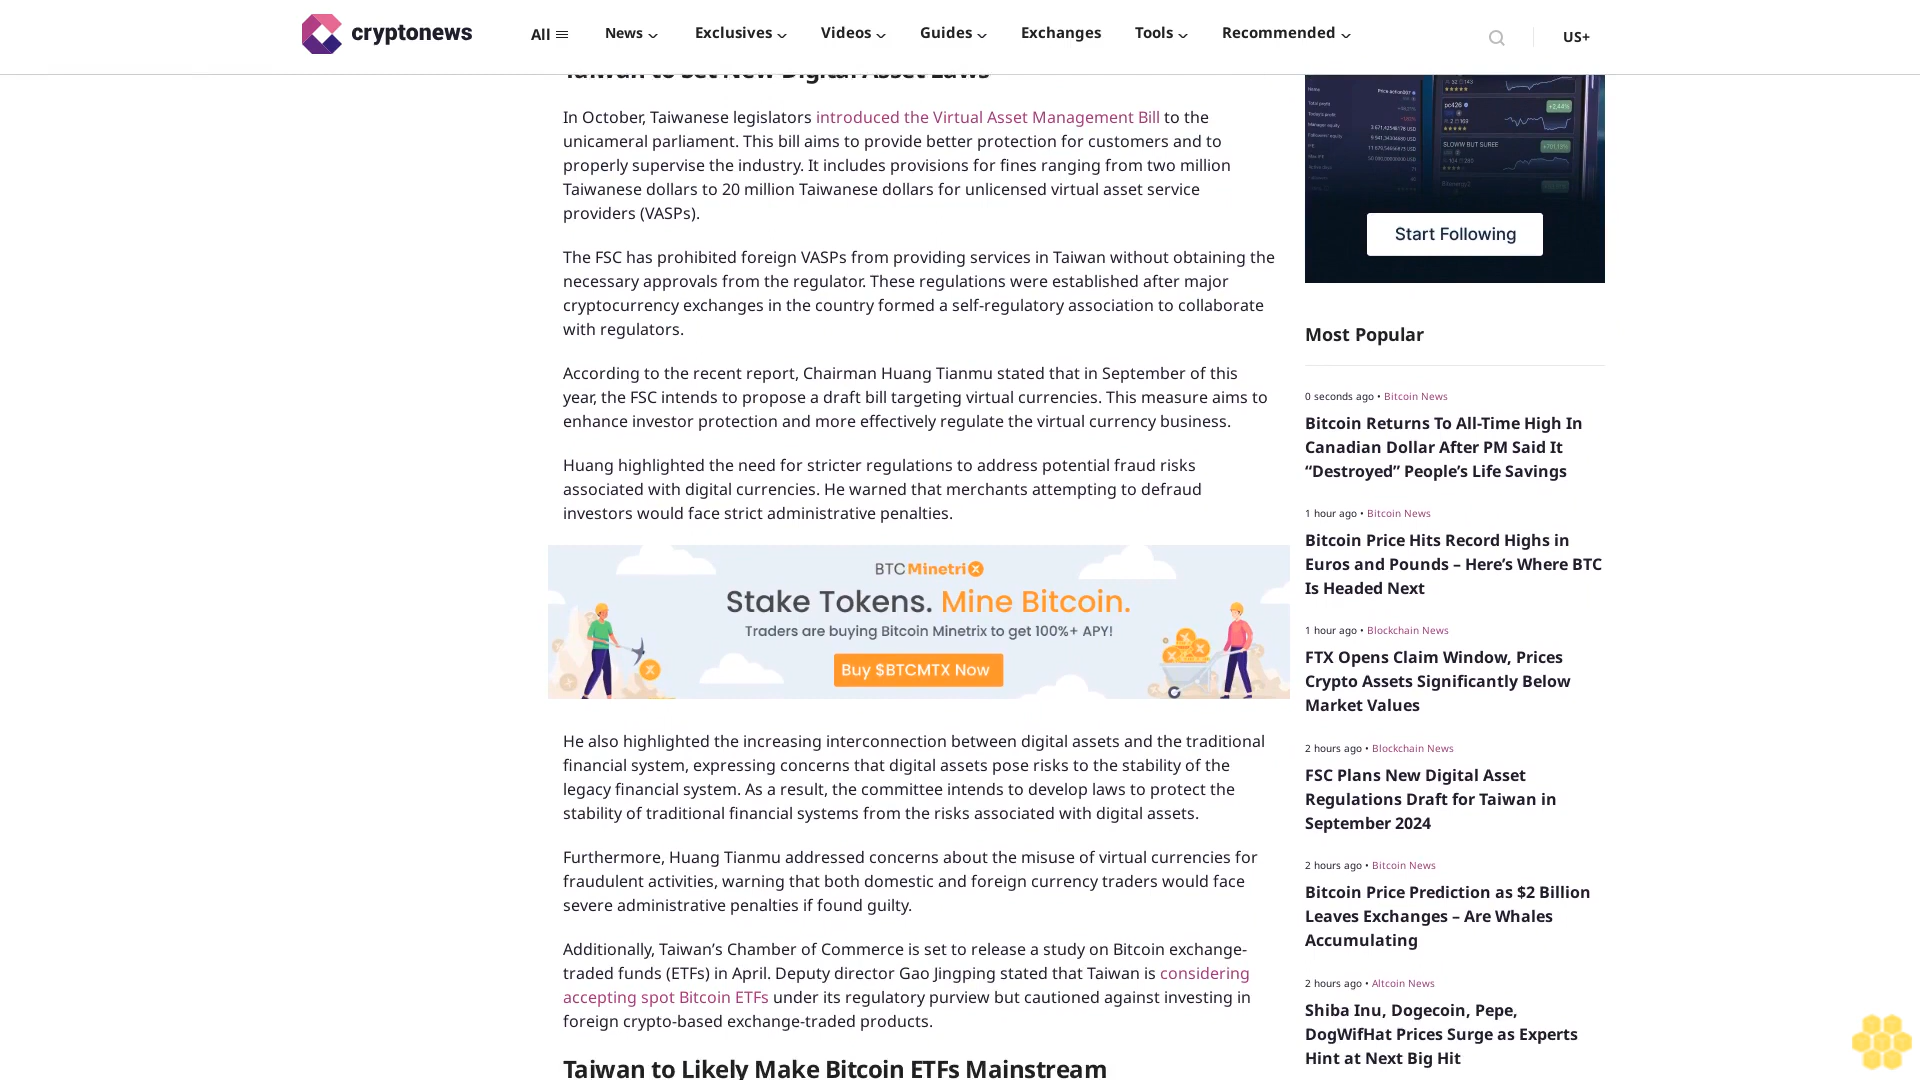 cryptonews
All
News
Exclusives
Videos
Guides
Exchanges
Tools
Recommended
US+
Taiwan to Set New Digital Asset Laws
In October, Taiwanese legislators introduced the Virtual Asset Management Bill to the
unicameral parliament. This bill aims to provide better protection for customers and to
properly supervise the industry. It includes provisions for fines ranging from two million
Taiwanese dollars to 20 million Taiwanese dollars for unlicensed virtual asset service
providers (VASPs).
The FSC has prohibited foreign VASPs from providing services in Taiwan without obtaining the
necessary approvals from the regulator. These regulations were established after major
cryptocurrency exchanges in the country formed a self-regulatory association to collaborate
with regulators.
According to the recent report, Chairman Huang Tianmu stated that in September of this
year, the FSC intends to propose a draft bill targeting virtual currencies. This measure aims to
enhance investor protection and more effectively regulate the virtual currency business.
Huang highlighted the need for stricter regulations to address potential fraud risks
associated with digital currencies. He warned that merchants attempting to defraud
investors would face strict administrative penalties.
BTC Minetrix
Stake Tokens. Mine Bitcoin.
Traders are buying Bitcoin Minetrix to get 100%+ APY!
Buy $BTCMTX Now
He also highlighted the increasing interconnection between digital assets and the traditional
financial system, expressing concerns that digital assets pose risks to the stability of the
legacy financial system. As a result, the committee intends to develop laws to protect the
stability of traditional financial systems from the risks associated with digital assets.
Furthermore, Huang Tianmu addressed concerns about the misuse of virtual currencies for
fraudulent activities, warning that both domestic and foreign currency traders would face
severe administrative penalties if found guilty.
Additionally, Taiwan’s Chamber of Commerce is set to release a study on Bitcoin exchange-
traded funds (ETFs) in April. Deputy director Gao Jingping stated that Taiwan is considering
accepting spot Bitcoin ETFs under its regulatory purview but cautioned against investing in
foreign crypto-based exchange-traded products.
Taiwan to Likely Make Bitcoin ETFs Mainstream
Name
Total profit
pc426
+2,44%
SLOWW BUT SUREE
Start Following
Most Popular
0 seconds ago • Bitcoin News
Bitcoin Returns To All-Time High In
Canadian Dollar After PM Said It
“Destroyed” People’s Life Savings
1 hour ago • Bitcoin News
Bitcoin Price Hits Record Highs in
Euros and Pounds – Here’s Where BTC
Is Headed Next
1 hour ago • Blockchain News
FTX Opens Claim Window, Prices
Crypto Assets Significantly Below
Market Values
2 hours ago • Blockchain News
FSC Plans New Digital Asset
Regulations Draft for Taiwan in
September 2024
2 hours ago • Bitcoin News
Bitcoin Price Prediction as $2 Billion
Leaves Exchanges – Are Whales
Accumulating
2 hours ago • Altcoin News
Shiba Inu, Dogecoin, Pepe,
DogWifHat Prices Surge as Experts
Hint at Next Big Hit